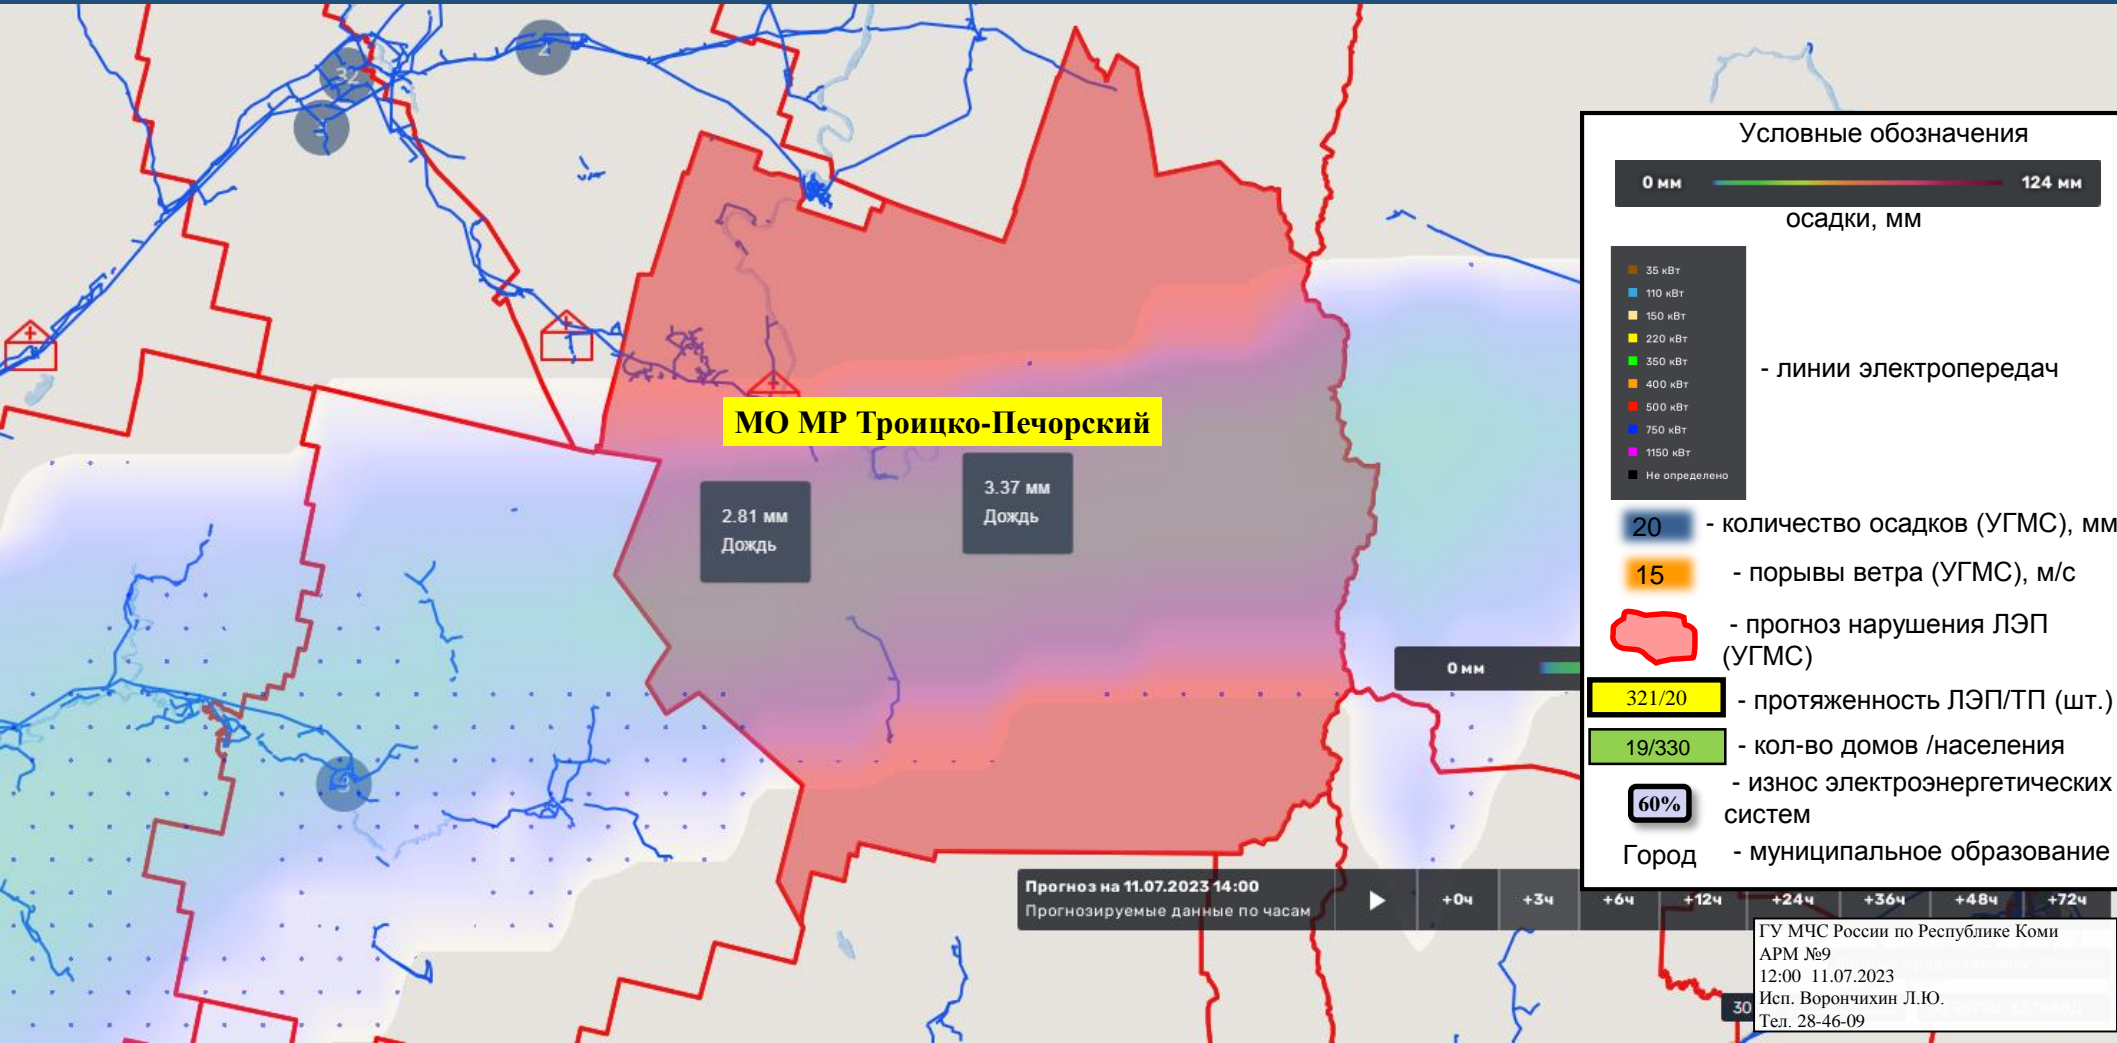 32
2
Условные обозначения
0 мм 124 мм
осадки, мм
35 кВт
110 кВт
150 кВт
220 кВт
350 кВт
400 кВт
500 кВт
750 кВт
1150 кВт
Не определено
- линии электропередач
МО МР Троицко-Печорский
2.81 мм
Дождь
3.37 мм
Дождь
20 - количество осадков (УГМС), мм
15 - порывы ветра (УГМС), м/с
- прогноз нарушения ЛЭП
(УГМС)
0 мм
321/20 - протяженность ЛЭП/ТП (шт.)
19/330 - кол-во домов /населения
60% - износ электроэнергетических
систем
Город - муниципальное образование
Прогноз на 11.07.2023 14:00
Прогнозируемые данные по часам
+0ч +3ч +6ч +12ч +24ч +36ч +48ч +72ч
ГУ МЧС России по Республике Коми
АРМ №9
12:00 11.07.2023
Исп. Ворончихин Л.Ю.
Тел. 28-46-09
30